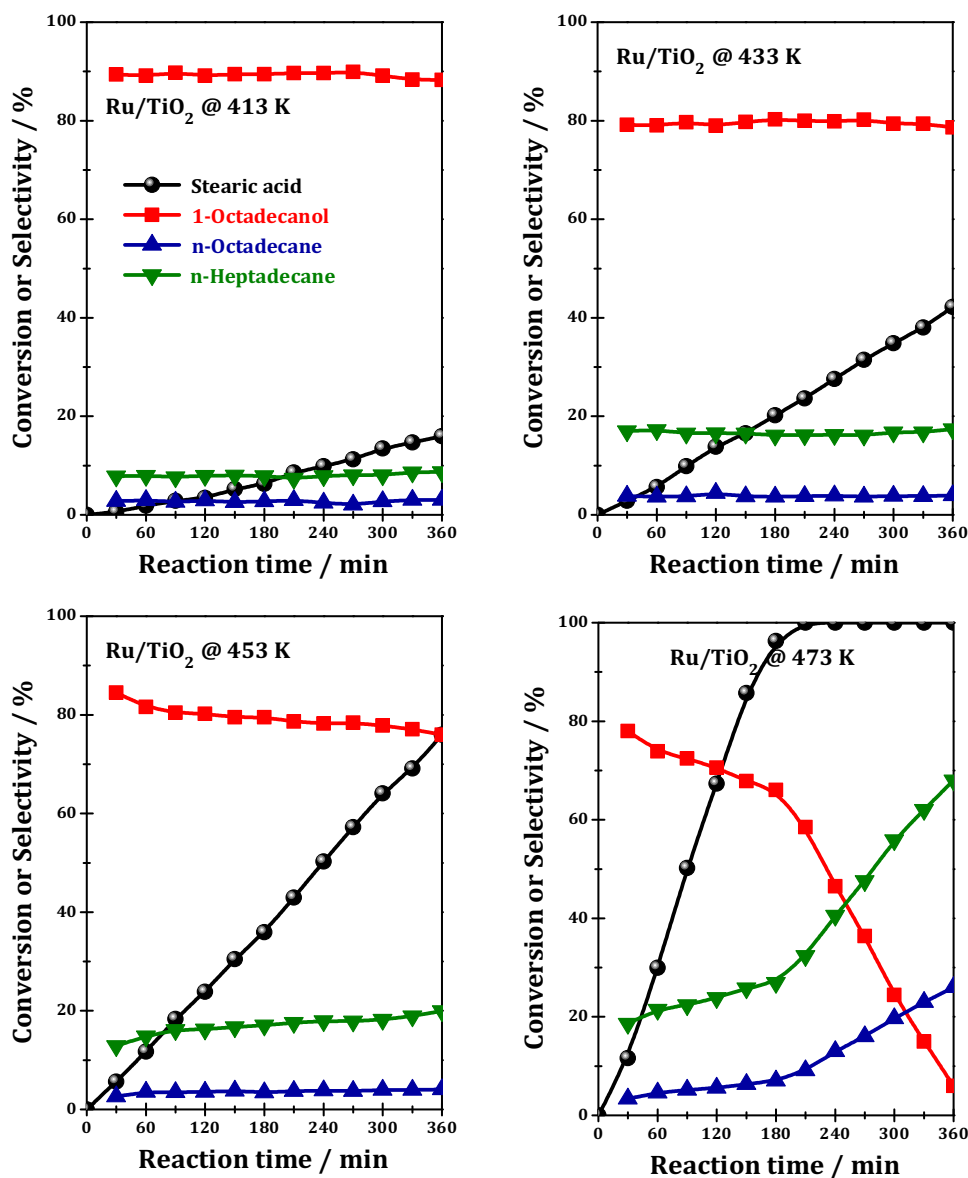 Conversion or Selectivity / %
100
80
60
40
20
0
Ru/TiO₂ @ 413 K
Stearic acid
1-Octadecanol
n-Octadecane
n-Heptadecane
0 60 120 180 240 300 360
Reaction time / min
Conversion or Selectivity / %
100
80
60
40
20
0
Ru/TiO₂ @ 433 K
0 60 120 180 240 300 360
Reaction time / min
Conversion or Selectivity / %
100
80
60
40
20
0
Ru/TiO₂ @ 453 K
0 60 120 180 240 300 360
Reaction time / min
Conversion or Selectivity / %
100
80
60
40
20
0
Ru/TiO₂ @ 473 K
0 60 120 180 240 300 360
Reaction time / min